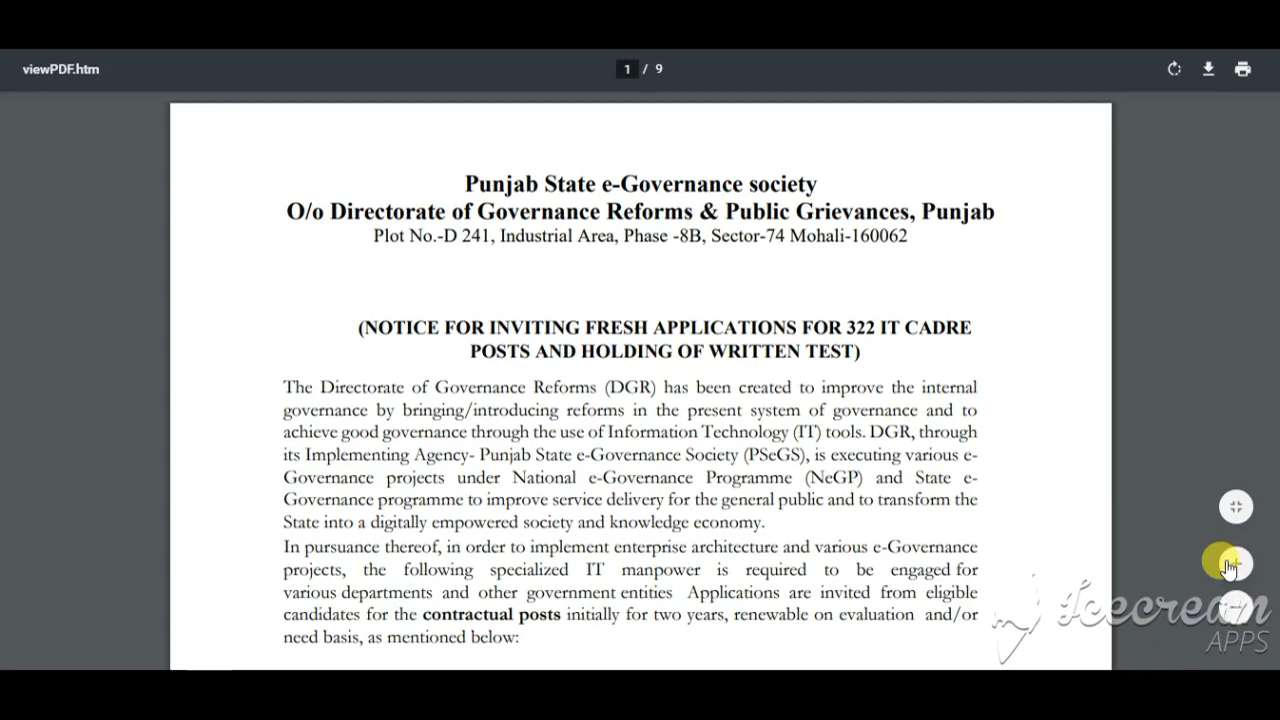 viewPDF.htm
1 / 9
Punjab State e-Governance society
O/o Directorate of Governance Reforms & Public Grievances, Punjab
Plot No.-D 241, Industrial Area, Phase -8B, Sector-74 Mohali-160062
(NOTICE FOR INVITING FRESH APPLICATIONS FOR 322 IT CADRE
POSTS AND HOLDING OF WRITTEN TEST)
The Directorate of Governance Reforms (DGR) has been created to improve the internal
governance by bringing/introducing reforms in the present system of governance and to
achieve good governance through the use of Information Technology (IT) tools. DGR, through
its Implementing Agency- Punjab State e-Governance Society (PSeGS), is executing various e-
Governance projects under National e-Governance Programme (NeGP) and State e-
Governance programme to improve service delivery for the general public and to transform the
State into a digitally empowered society and knowledge economy.
In pursuance thereof, in order to implement enterprise architecture and various e-Governance
projects, the following specialized IT manpower is required to be engaged for
various departments and other government entities Applications are invited from eligible
candidates for the contractual posts initially for two years, renewable on evaluation and/or
need basis, as mentioned below:
Icecream
APPS